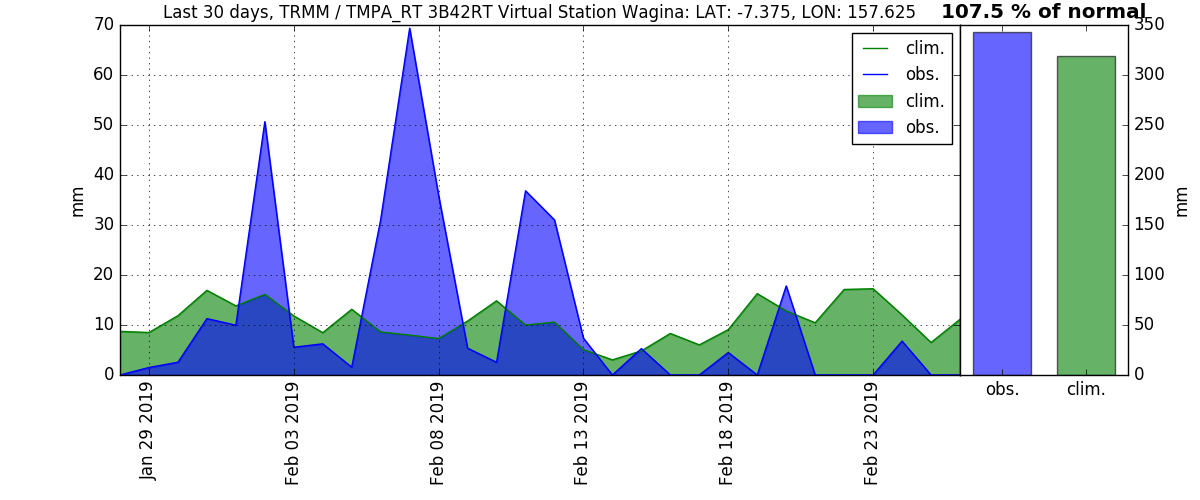 Last 30 days, TRMM / TMPA_RT 3B42RT Virtual Station Wagina: LAT: -7.375, LON: 157.625
107.5 % of normal
70
60
50
40
30
20
10
0
mm
clim.
obs.
clim.
obs.
Jan 29 2019
Feb 03 2019
Feb 08 2019
Feb 13 2019
Feb 18 2019
Feb 23 2019
350
300
250
200
150
100
50
0
mm
obs.
clim.